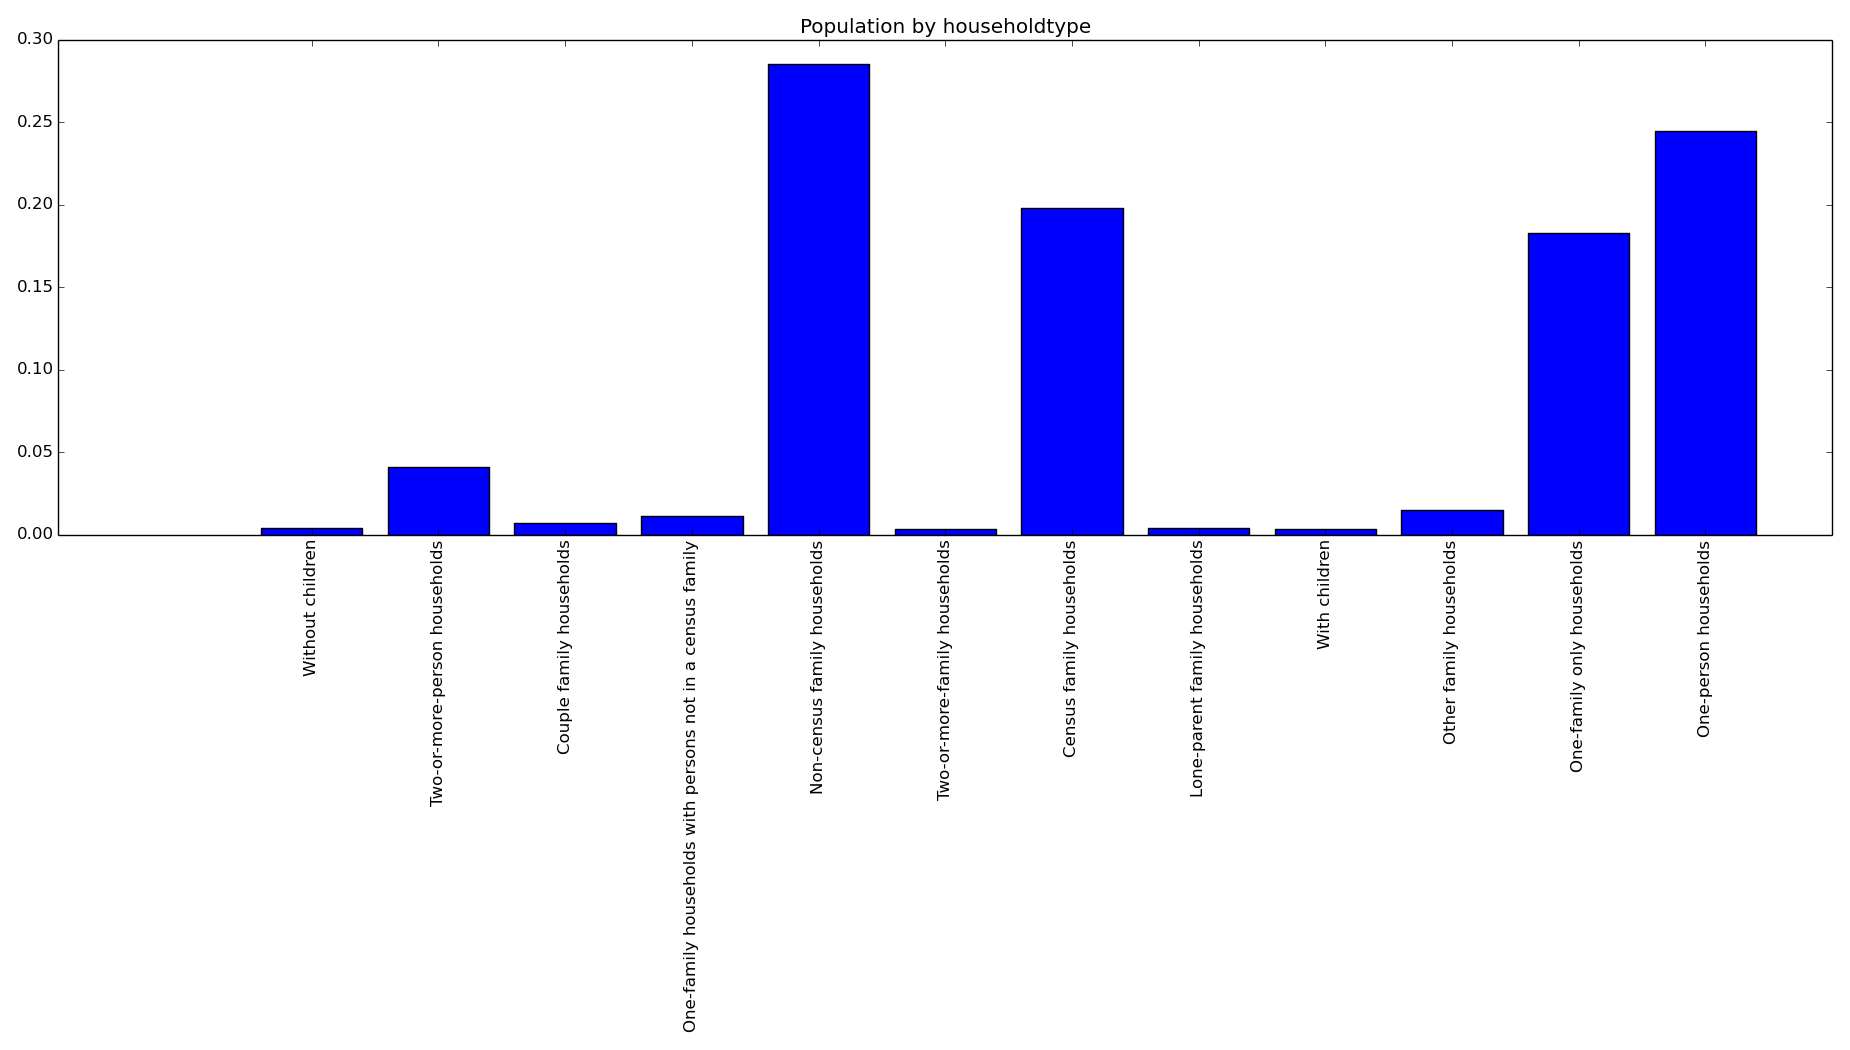 Population by householdtype
0.30
0.25
0.20
0.15
0.10
0.05
0.00
Without children
Two-or-more-person households
Couple family households
One-family households with persons not in a census family
Non-census family households
Two-or-more-family households
Census family households
Lone-parent family households
With children
Other family households
One-family only households
One-person households